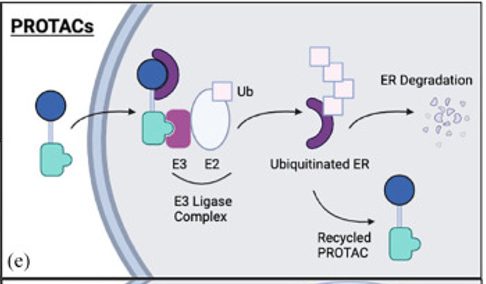 PROTACs
Ub
ER Degradation
E3
E2
Ubiquitinated ER
E3 Ligase
Complex
Recycled
PROTAC
(e)